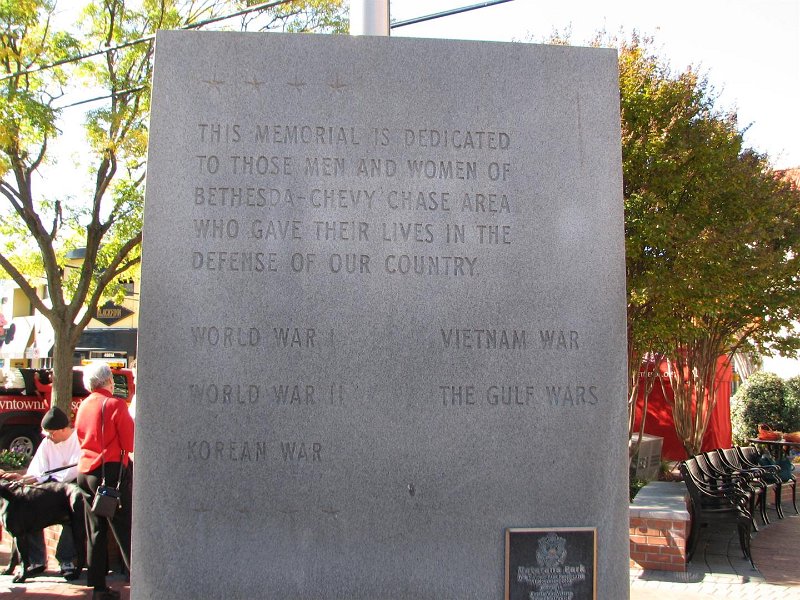 THIS MEMORIAL IS DEDICATED
TO THOSE MEN AND WOMEN OF
BETHESDA-CHEVY CHASE AREA
WHO GAVE THEIR LIVES IN THE
DEFENSE OF OUR COUNTRY.
WORLD WAR I
VIETNAM WAR
WORLD WAR II
THE GULF WARS
KOREAN WAR
Veterans Park
BLACKFINN
wntown